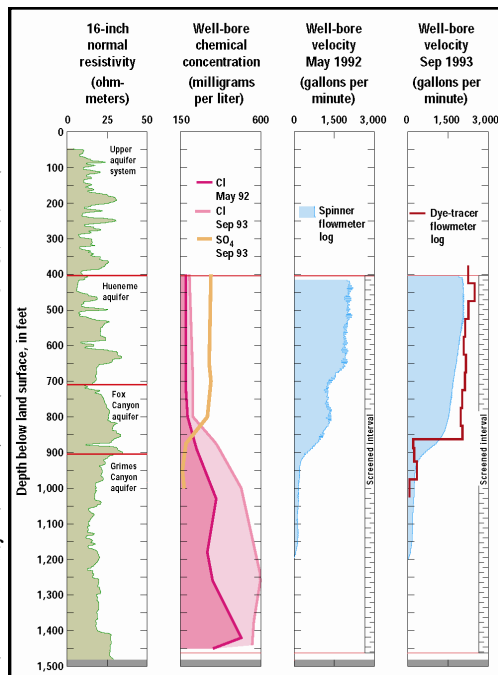 16-inch
normal
resistivity
(ohm-
meters)
0 25 50
Well-bore
chemical
concentration
(milligrams
per liter)
150 600
Well-bore
velocity
May 1992
(gallons per
minute)
0 1,500 3,000
Well-bore
velocity
Sep 1993
(gallons per
minute)
0 1,500 3,000
Depth below land surface, in feet
0
100
200
300
400
500
600
700
800
900
1,000
1,100
1,200
1,300
1,400
1,500
Upper
aquifer
system
Hueneme
aquifer
Fox
Canyon
aquifer
Grimes
Canyon
aquifer
Cl
May 92
Cl
Sep 93
SO4
Sep 93
Spinner
flowmeter
log
Screened interval
Dye-tracer
flowmeter
log
Screened interval